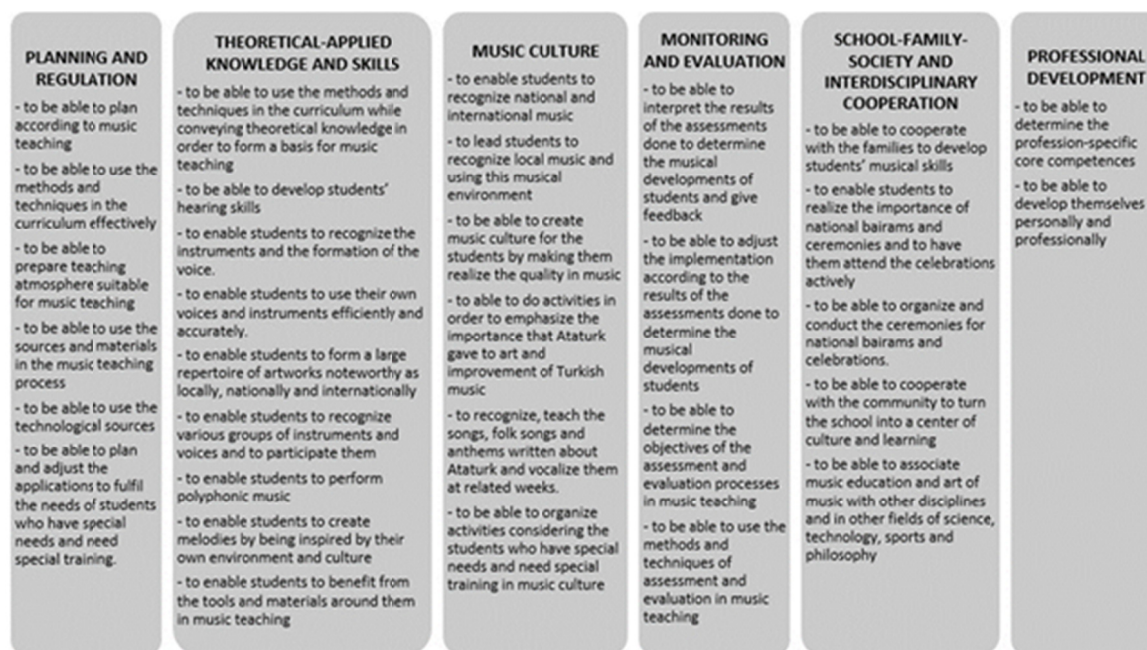 PLANNING AND
REGULATION
- to be able to plan
according to music
teaching
- to be able to use the
methods and
techniques in the
curriculum effectively
- to be able to
prepare teaching
atmosphere suitable
for music teaching
- to be able to use the
sources and materials
in the music teaching
process
- to be able to use the
technological sources
- to be able to plan
and adjust the
applications to fulfil
the needs of students
who have special
needs and need
special training.
THEORETICAL-APPLIED
KNOWLEDGE AND SKILLS
- to be able to use the methods and
techniques in the curriculum while
conveying theoretical knowledge in
order to form a basis for music
teaching
- to be able to develop students'
hearing skills
- to enable students to recognize the
instruments and the formation of the
voice.
- to enable students to use their own
voices and instruments efficiently and
accurately.
- to enable students to form a large
repertoire of artworks noteworthy as
locally, nationally and internationally
- to enable students to recognize
various groups of instruments and
voices and to participate them
- to enable students to perform
polyphonic music
- to enable students to create
melodies by being inspired by their
own environment and culture
- to enable students to benefit from
the tools and materials around them
in music teaching
MUSIC CULTURE
- to enable students to
recognize national and
international music
- to lead students to
recognize local music and
using this musical
environment
- to be able to create
music culture for the
students by making them
realize the quality in music
- to able to do activities in
order to emphasize the
importance that Ataturk
gave to art and
improvement of Turkish
music
- to recognize, teach the
songs, folk songs and
anthems written about
Ataturk and vocalize them
at related weeks.
- to be able to organize
activities considering the
students who have special
needs and need special
training in music culture
MONITORING
AND EVALUATION
- to be able to
interpret the results
of the assessments
done to determine
the musical
developments of
students and give
feedback
- to be able to adjust
the implementation
according to the
results of the
assessments done to
determine the
musical
developments of
students
- to be able to
determine the
objectives of the
assessment and
evaluation processes
in music teaching
- to be able to use the
methods and
techniques of
assessment and
evaluation in music
teaching
SCHOOL-FAMILY-
SOCIETY AND
INTERDISCIPLINARY
COOPERATION
- to be able to cooperate
with the families to develop
students' musical skills
- to enable students to
realize the importance of
national bairams and
ceremonies and to have
them attend the celebrations
actively
- to be able to organize and
conduct the ceremonies for
national bairams and
celebrations.
- to be able to cooperate
with the community to turn
the school into a center of
culture and learning
- to be able to associate
music education and art of
music with other disciplines
and in other fields of science,
technology, sports and
philosophy
PROFESSIONAL
DEVELOPMENT
- to be able to
determine the
profession-specific
core competences
- to be able to
develop themselves
personally and
professionally